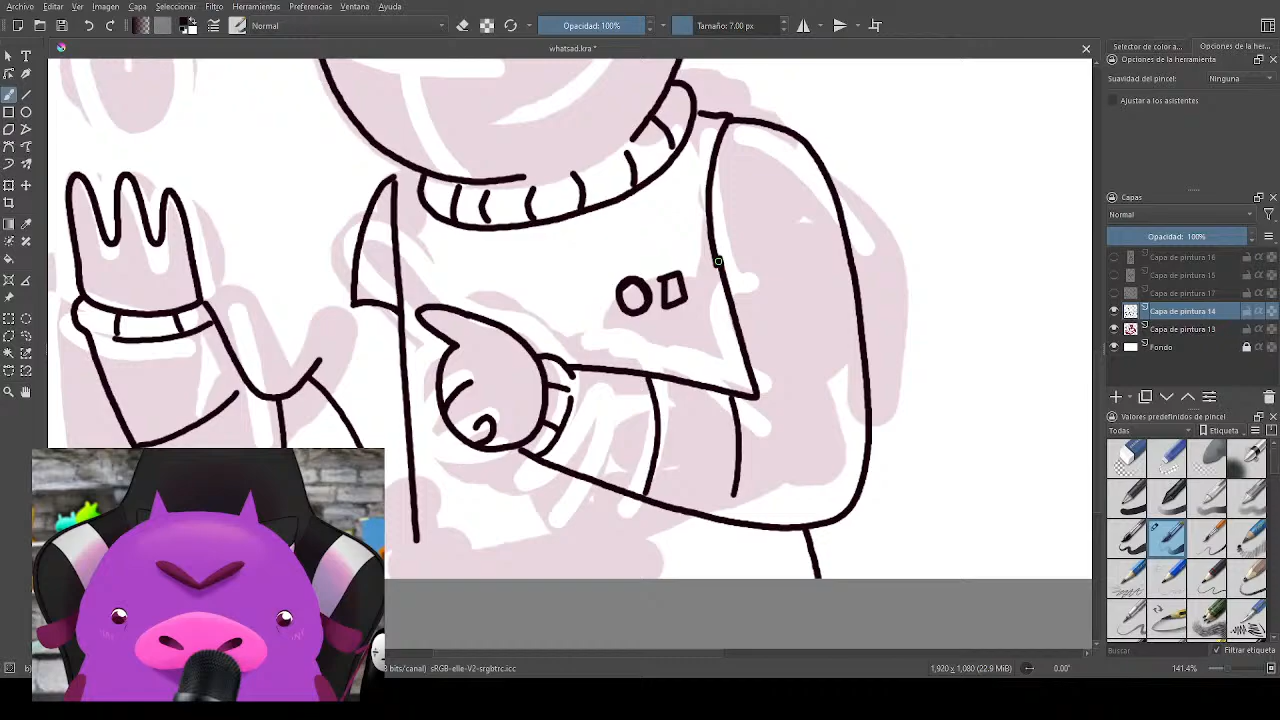 Archivo Editar Ver Imagen Capa Seleccionar Filtro Herramientas Preferencias Ventana Ayuda
Normal
Opacidad: 100%
Tamaño: 7.00 px
whatsad.kra *
Selector de color a...
Opciones de la her...
Opciones de la herramienta
Suavidad del pincel:
Ninguna
Ajustar a los asistentes
Capas
Normal
Opacidad: 100%
Capa de pintura 16
Capa de pintura 15
Capa de pintura 17
Capa de pintura 14
Capa de pintura 13
Fondo
Valores predefinidos de pincel
Todas
Etiqueta
Buscar
Filtrar etiqueta
bits/canal) sRGB-elle-V2-srgbtrc.icc
1,920 x 1,080 (22.9 MiB)
0.00°
141.4%